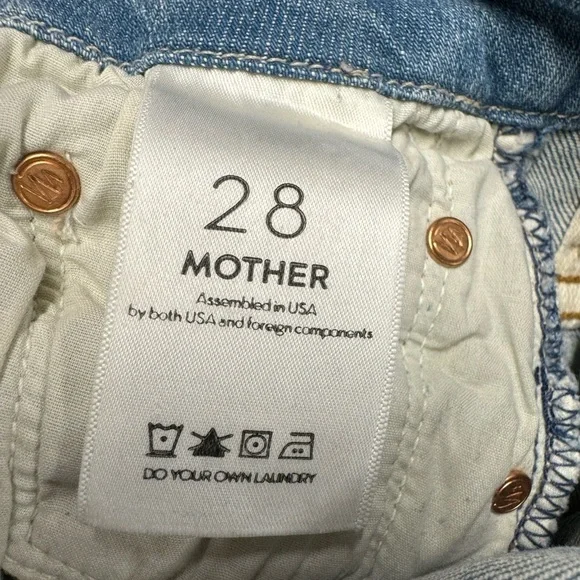 28
MOTHER
Assembled in USA
by both USA and foreign components
DO YOUR OWN LAUNDRY